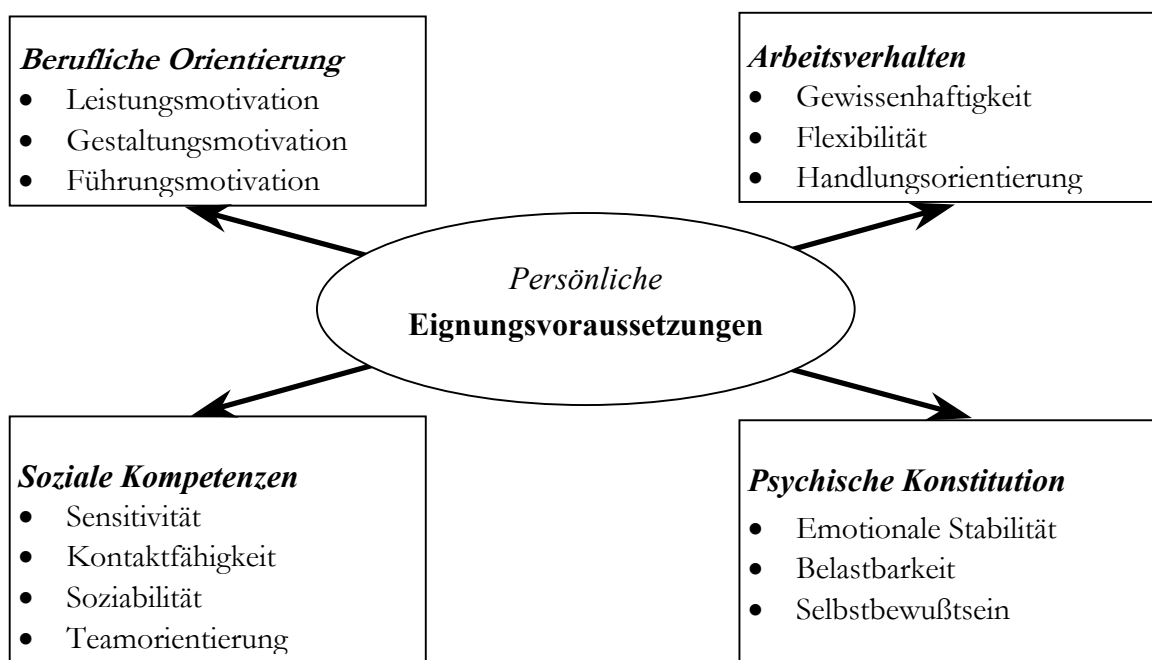 Berufliche Orientierung
• Leistungsmotivation
• Gestaltungsmotivation
• Führungsmotivation
Arbeitsverhalten
• Gewissenhaftigkeit
• Flexibilität
• Handlungsorientierung
Persönliche
Eignungsvoraussetzungen
Soziale Kompetenzen
• Sensitivität
• Kontaktfähigkeit
• Soziabilität
• Teamorientierung
Psychische Konstitution
• Emotionale Stabilität
• Belastbarkeit
• Selbstbewußtsein